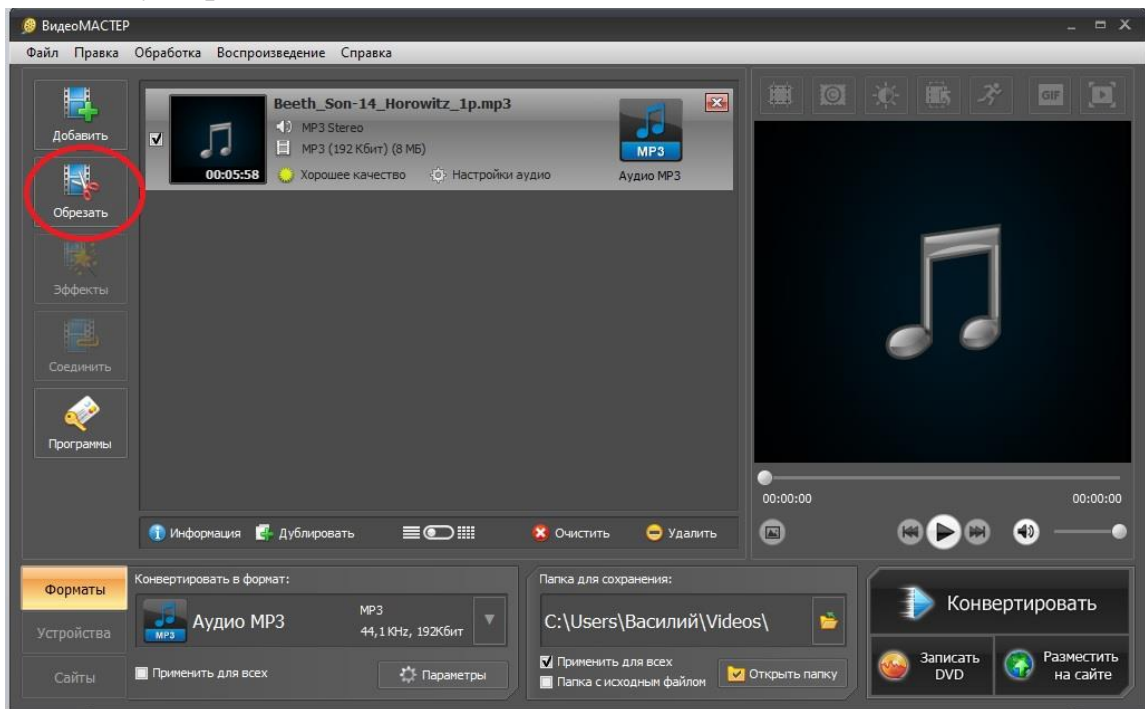 ВидеоМАСТЕР
Файл Правка Обработка Воспроизведение Справка
Добавить
Обрезать
Эффекты
Соединить
Программы
Beeth_Son-14_Horowitz_1p.mp3
MP3 Stereo
MP3 (192 Кбит) (8 МБ)
00:05:58
Хорошее качество Настройки аудио
MP3
Аудио MP3
Информация Дублировать Очистить Удалить
GIF
00:00:00 00:00:00
Форматы
Устройства
Сайты
Конвертировать в формат:
MP3
Аудио MP3
MP3
44,1 KHz, 192Кбит
Применить для всех
Параметры
Папка для сохранения:
C:\Users\Василий\Videos\
Применить для всех
Папка с исходным файлом
Открыть папку
Конвертировать
Записать
DVD
Разместить
на сайте